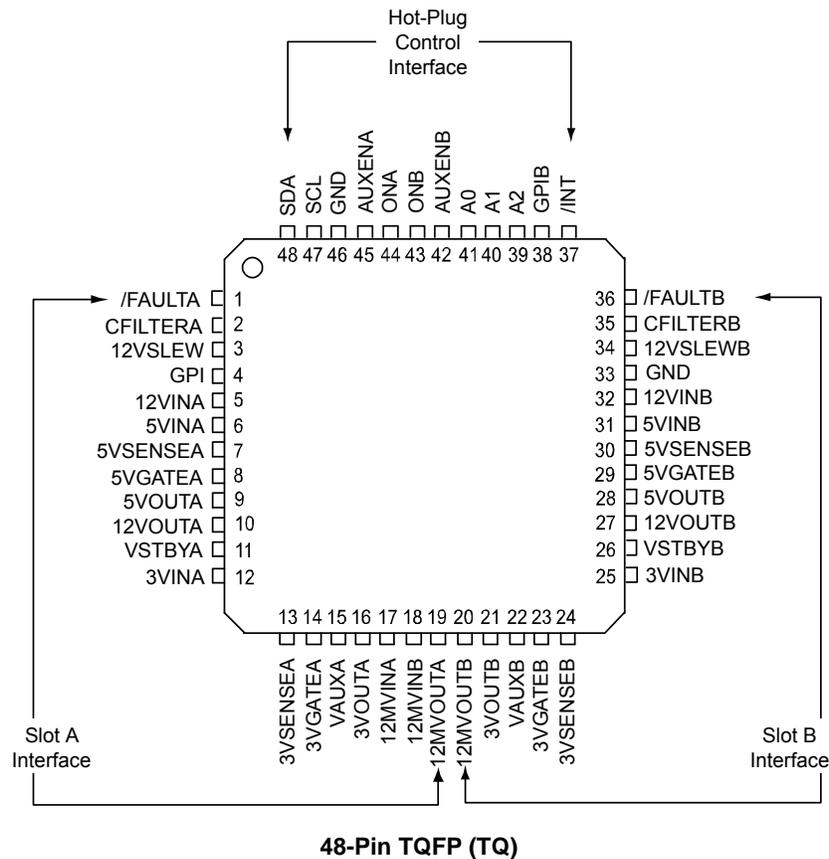 Hot-Plug
Control
Interface
SDA
SCL
GND
AUXENA
ONA
ONB
AUXENB
A0
A1
A2
GPIB
/INT
48 47 46 45 44 43 42 41 40 39 38 37
/FAULTA 1
CFILTERA 2
12VSLEW 3
GPI 4
12VINA 5
5VINA 6
5VSENSEA 7
5VGATEA 8
5VOUTA 9
12VOUTA 10
VSTBYA 11
3VINA 12
36 /FAULTB
35 CFILTERB
34 12VSLEWB
33 GND
32 12VINB
31 5VINB
30 5VSENSEB
29 5VGATEB
28 5VOUTB
27 12VOUTB
26 VSTBYB
25 3VINB
13 14 15 16 17 18 19 20 21 22 23 24
3VSENSEA
3VGATEA
VAUXA
3VOUTA
12MVINA
12MVINB
12MVOUTA
12MVOUTB
3VOUTB
VAUXB
3VGATEB
3VSENSEB
Slot A
Interface
Slot B
Interface
48-Pin TQFP (TQ)